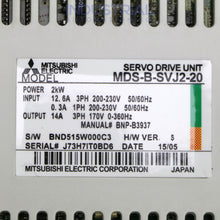 MITSUBISHI ELECTRIC SERVO DRIVE UNIT
MODEL MDS-B-SVJ2-20
POWER 2kW
INPUT 12.6A 3PH 200-230V 50/60Hz
0.3A 1PH 200-230V 50/60Hz
OUTPUT 14A 3PH 170V 0-360Hz
MANUAL# BNP-B3937
S/W BND515W000C3 H/W VER.
SERIAL# J73H7IT0BD6 DATE 15/05
MITSUBISHI ELECTRIC CORPORATION JAPAN